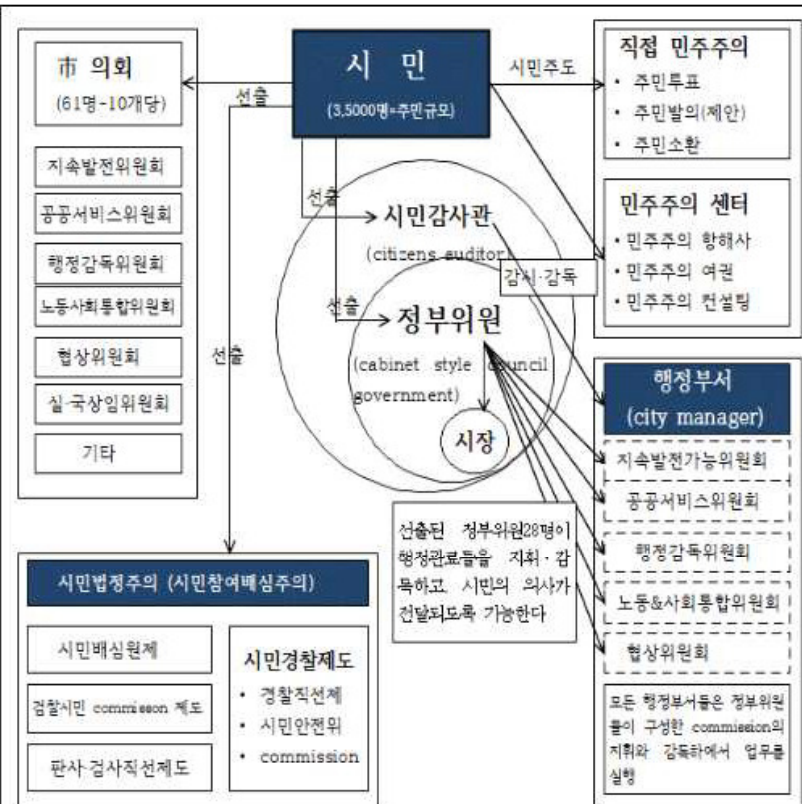 市 의회
(61명-10개당)
지속발전위원회
공공서비스위원회
행정감독위원회
노동사회통합위원회
협상위원회
실·국상임위원회
기타
선출
시 민
(3,5000명=주민규모)
시민주도
직접 민주주의
• 주민투표
• 주민발의(제안)
• 주민소환
민주주의 센터
• 민주주의 항해사
• 민주주의 여권
• 민주주의 컨설팅
선출
시민감사관
(citizens auditor)
감시·감독
선출
정부위원
(cabinet style council
government)
시장
선출
행정부서
(city manager)
지속발전가능위원회
공공서비스위원회
행정감독위원회
노동&사회통합위원회
협상위원회
모든 행정부서들은 정부위원
들이 구성한 commission의
지휘와 감독하에서 업무를
실행
선출된 정부위원28명이
행정관료들을 지휘·감
독하고, 시민의 의사가
전달되도록 기능한다
시민법정주의 (시민참여배심주의)
시민배심원제
검찰시민 commisson 제도
판사·검사직선제도
시민경찰제도
• 경찰직선제
• 시민안전위
• commission